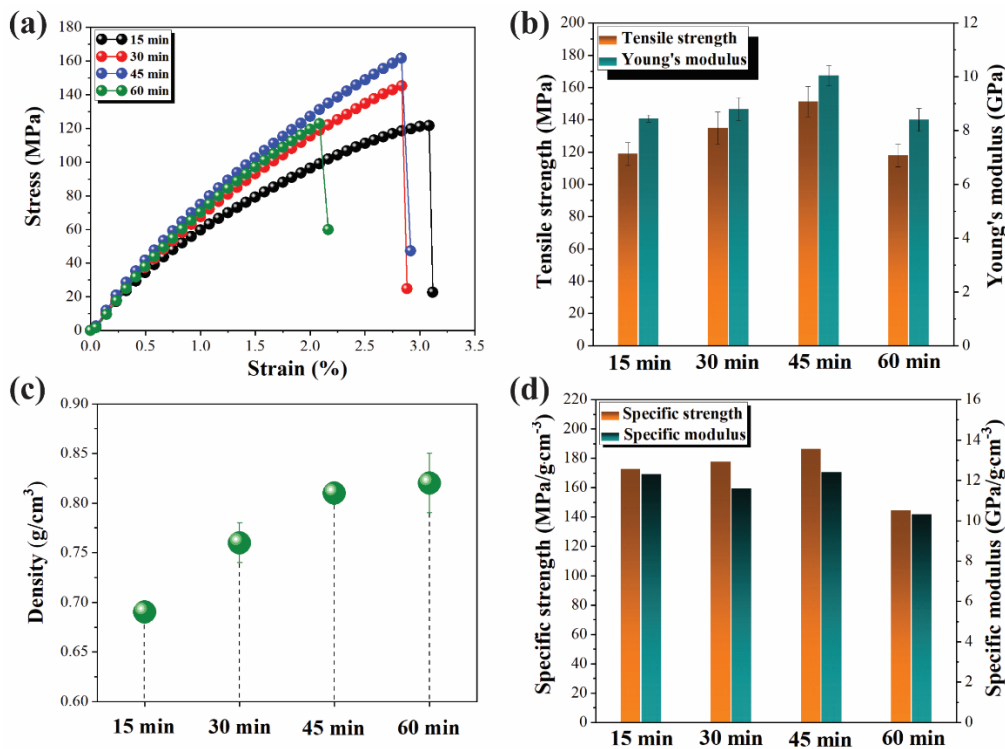 (a)
180
160
140
120
100
80
60
40
20
0
Stress (MPa)
15 min
30 min
45 min
60 min
0.0 0.5 1.0 1.5 2.0 2.5 3.0 3.5
Strain (%)
(b)
200
180
160
140
120
100
80
60
40
20
0
Tensile strength (MPa)
Tensile strength
Young's modulus
12
10
8
6
4
2
0
Young's modulus (GPa)
15 min 30 min 45 min 60 min
(c)
0.90
0.85
0.80
0.75
0.70
0.65
0.60
Density (g/cm³)
15 min 30 min 45 min 60 min
(d)
220
200
180
160
140
120
100
80
60
40
20
0
Specific strength (MPa/g·cm⁻³)
Specific strength
Specific modulus
16
14
12
10
8
6
4
2
0
Specific modulus (GPa/g·cm⁻³)
15 min 30 min 45 min 60 min